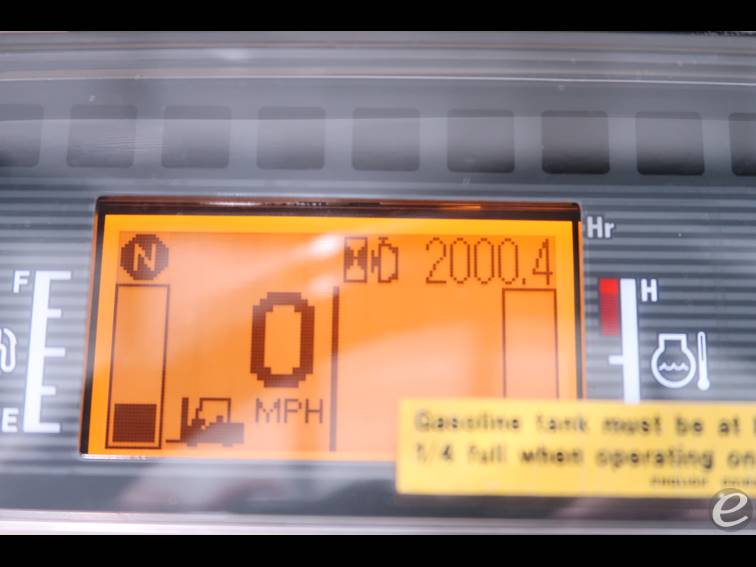 N 2000.4 Hr
F H
0
E MPH
Gasoline tank must be at
1/4 full when operating on
e